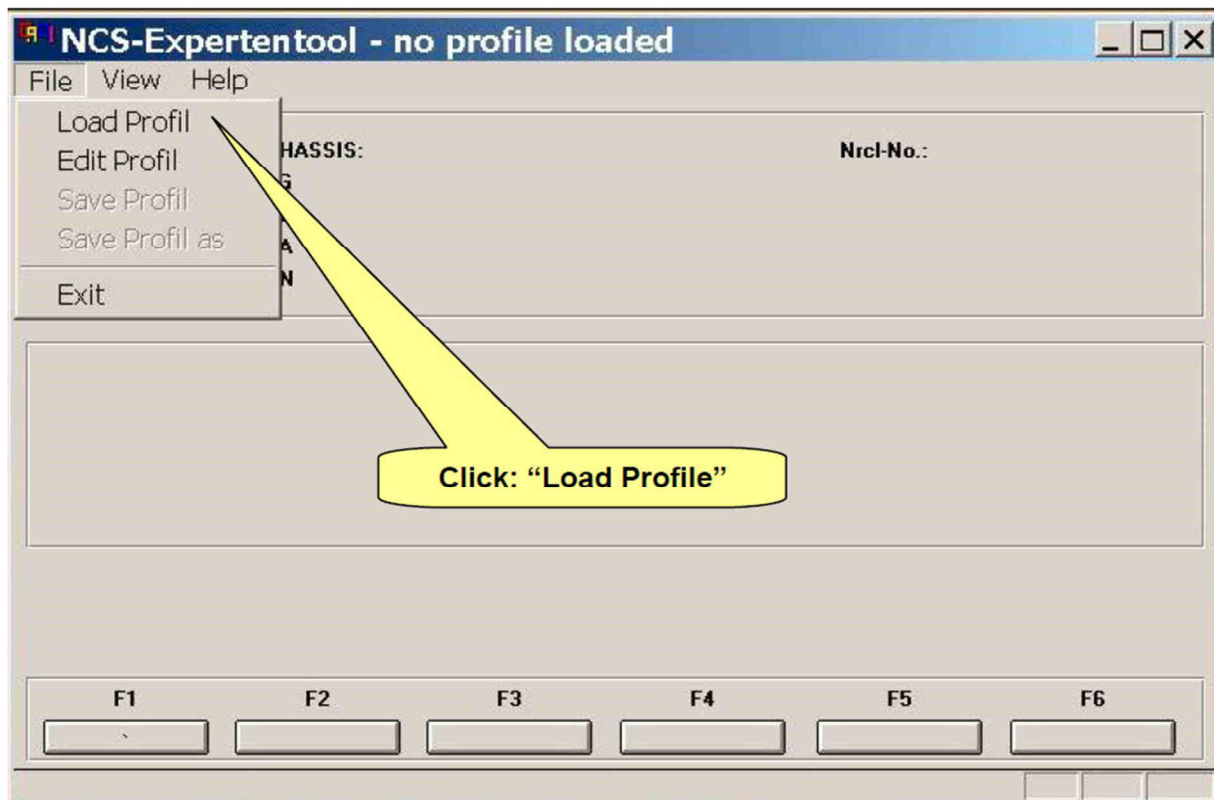 NCS-Expertentool - no profile loaded
File View Help
Load Profil
Edit Profil
Save Profil
Save Profil as
Exit
HASSIS:
Nrcl-No.:
G
A
N
Click: “Load Profile”
F1 F2 F3 F4 F5 F6